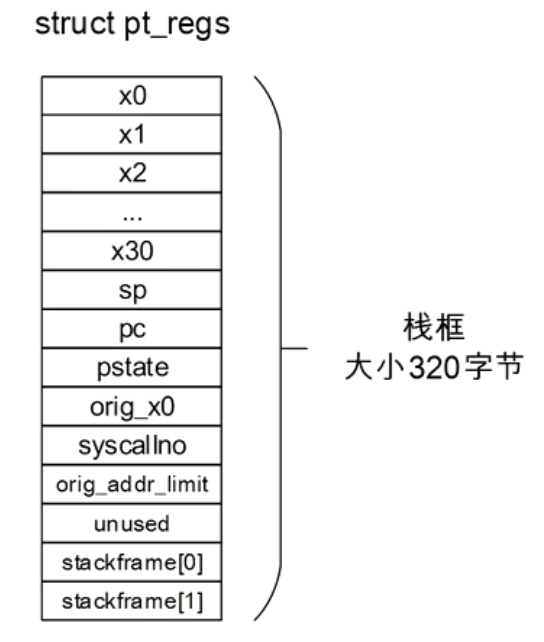 struct pt_regs
x0
x1
x2
...
x30
sp
pc
pstate
orig_x0
syscallno
orig_addr_limit
unused
stackframe[0]
stackframe[1]
栈框
大小320字节